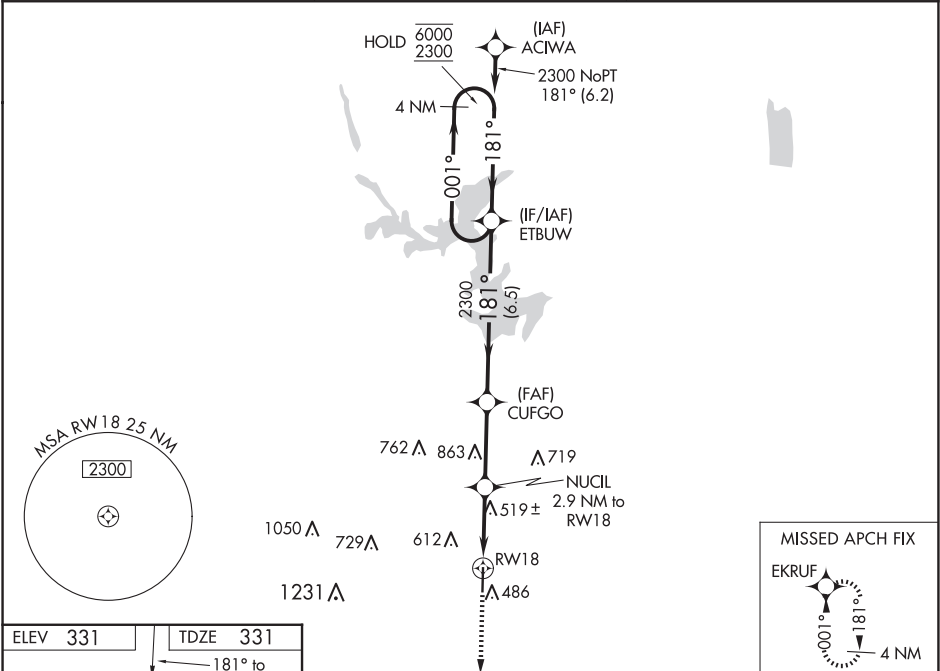 HOLD 6000
2300
(IAF)
ACIWA
2300 NoPT
181° (6.2)
4 NM
001°
181°
(IF/IAF)
ETBUW
2300
181°
(6.5)
(FAF)
CUFGO
MSA RW18 25 NM
2300
762
863
719
NUCIL
2.9 NM to
RW18
519±
1050
729
612
RW18
1231
486
MISSED APCH FIX
EKRUF
001°
181°
4 NM
ELEV 331
TDZE 331
181° to